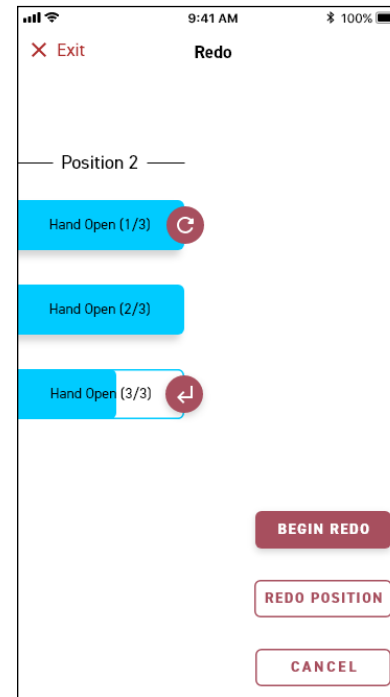 9:41 AM
100%
Exit
Redo
Position 2
Hand Open (1/3)
Hand Open (2/3)
Hand Open (3/3)
BEGIN REDO
REDO POSITION
CANCEL